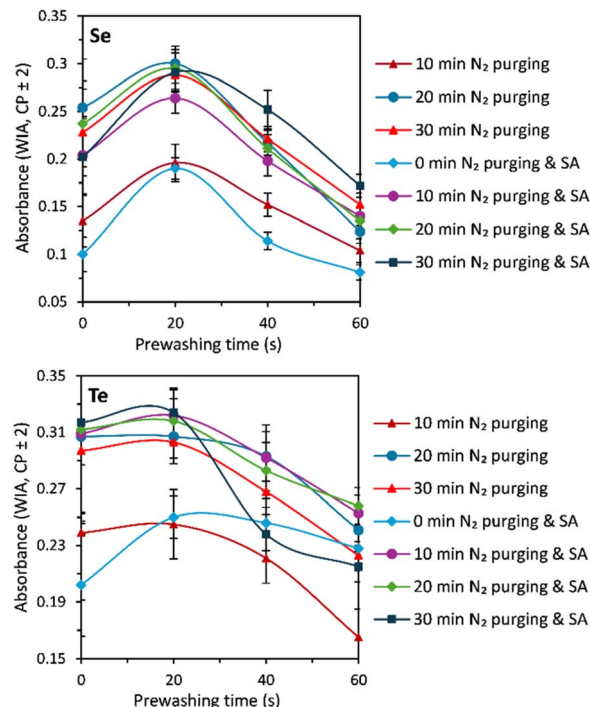 Se
Absorbance (WIA, CP ± 2)
0.35
0.3
0.25
0.2
0.15
0.1
0.05
0 20 40 60
Prewashing time (s)
10 min N₂ purging
20 min N₂ purging
30 min N₂ purging
0 min N₂ purging & SA
10 min N₂ purging & SA
20 min N₂ purging & SA
30 min N₂ purging & SA
Te
Absorbance (WIA, CP ± 2)
0.35
0.31
0.27
0.23
0.19
0.15
0 20 40 60
Prewashing time (s)
10 min N₂ purging
20 min N₂ purging
30 min N₂ purging
0 min N₂ purging & SA
10 min N₂ purging & SA
20 min N₂ purging & SA
30 min N₂ purging & SA